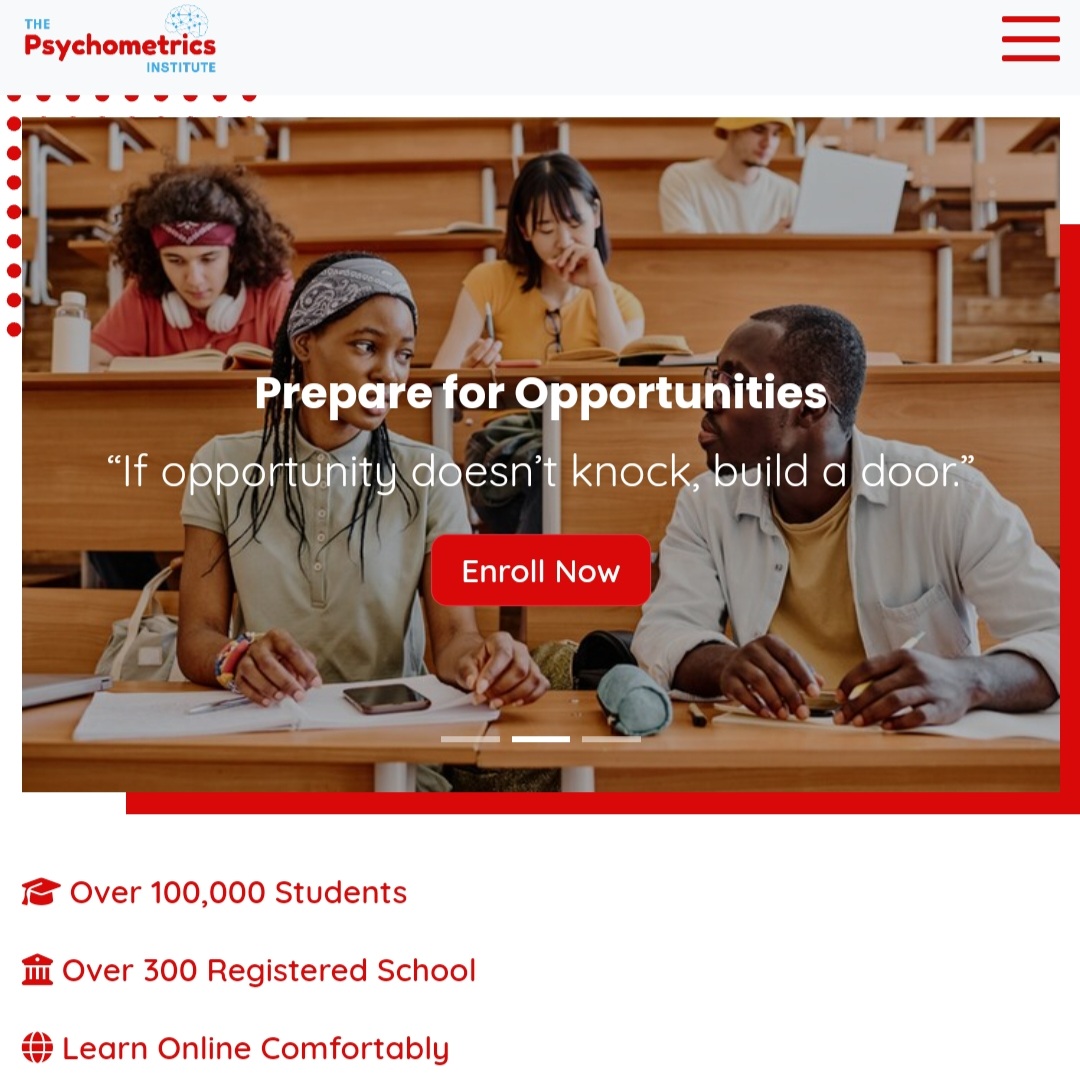 THE
Psychometrics
INSTITUTE
Prepare for Opportunities
“If opportunity doesn’t knock, build a door.”
Enroll Now
Over 100,000 Students
Over 300 Registered School
Learn Online Comfortably